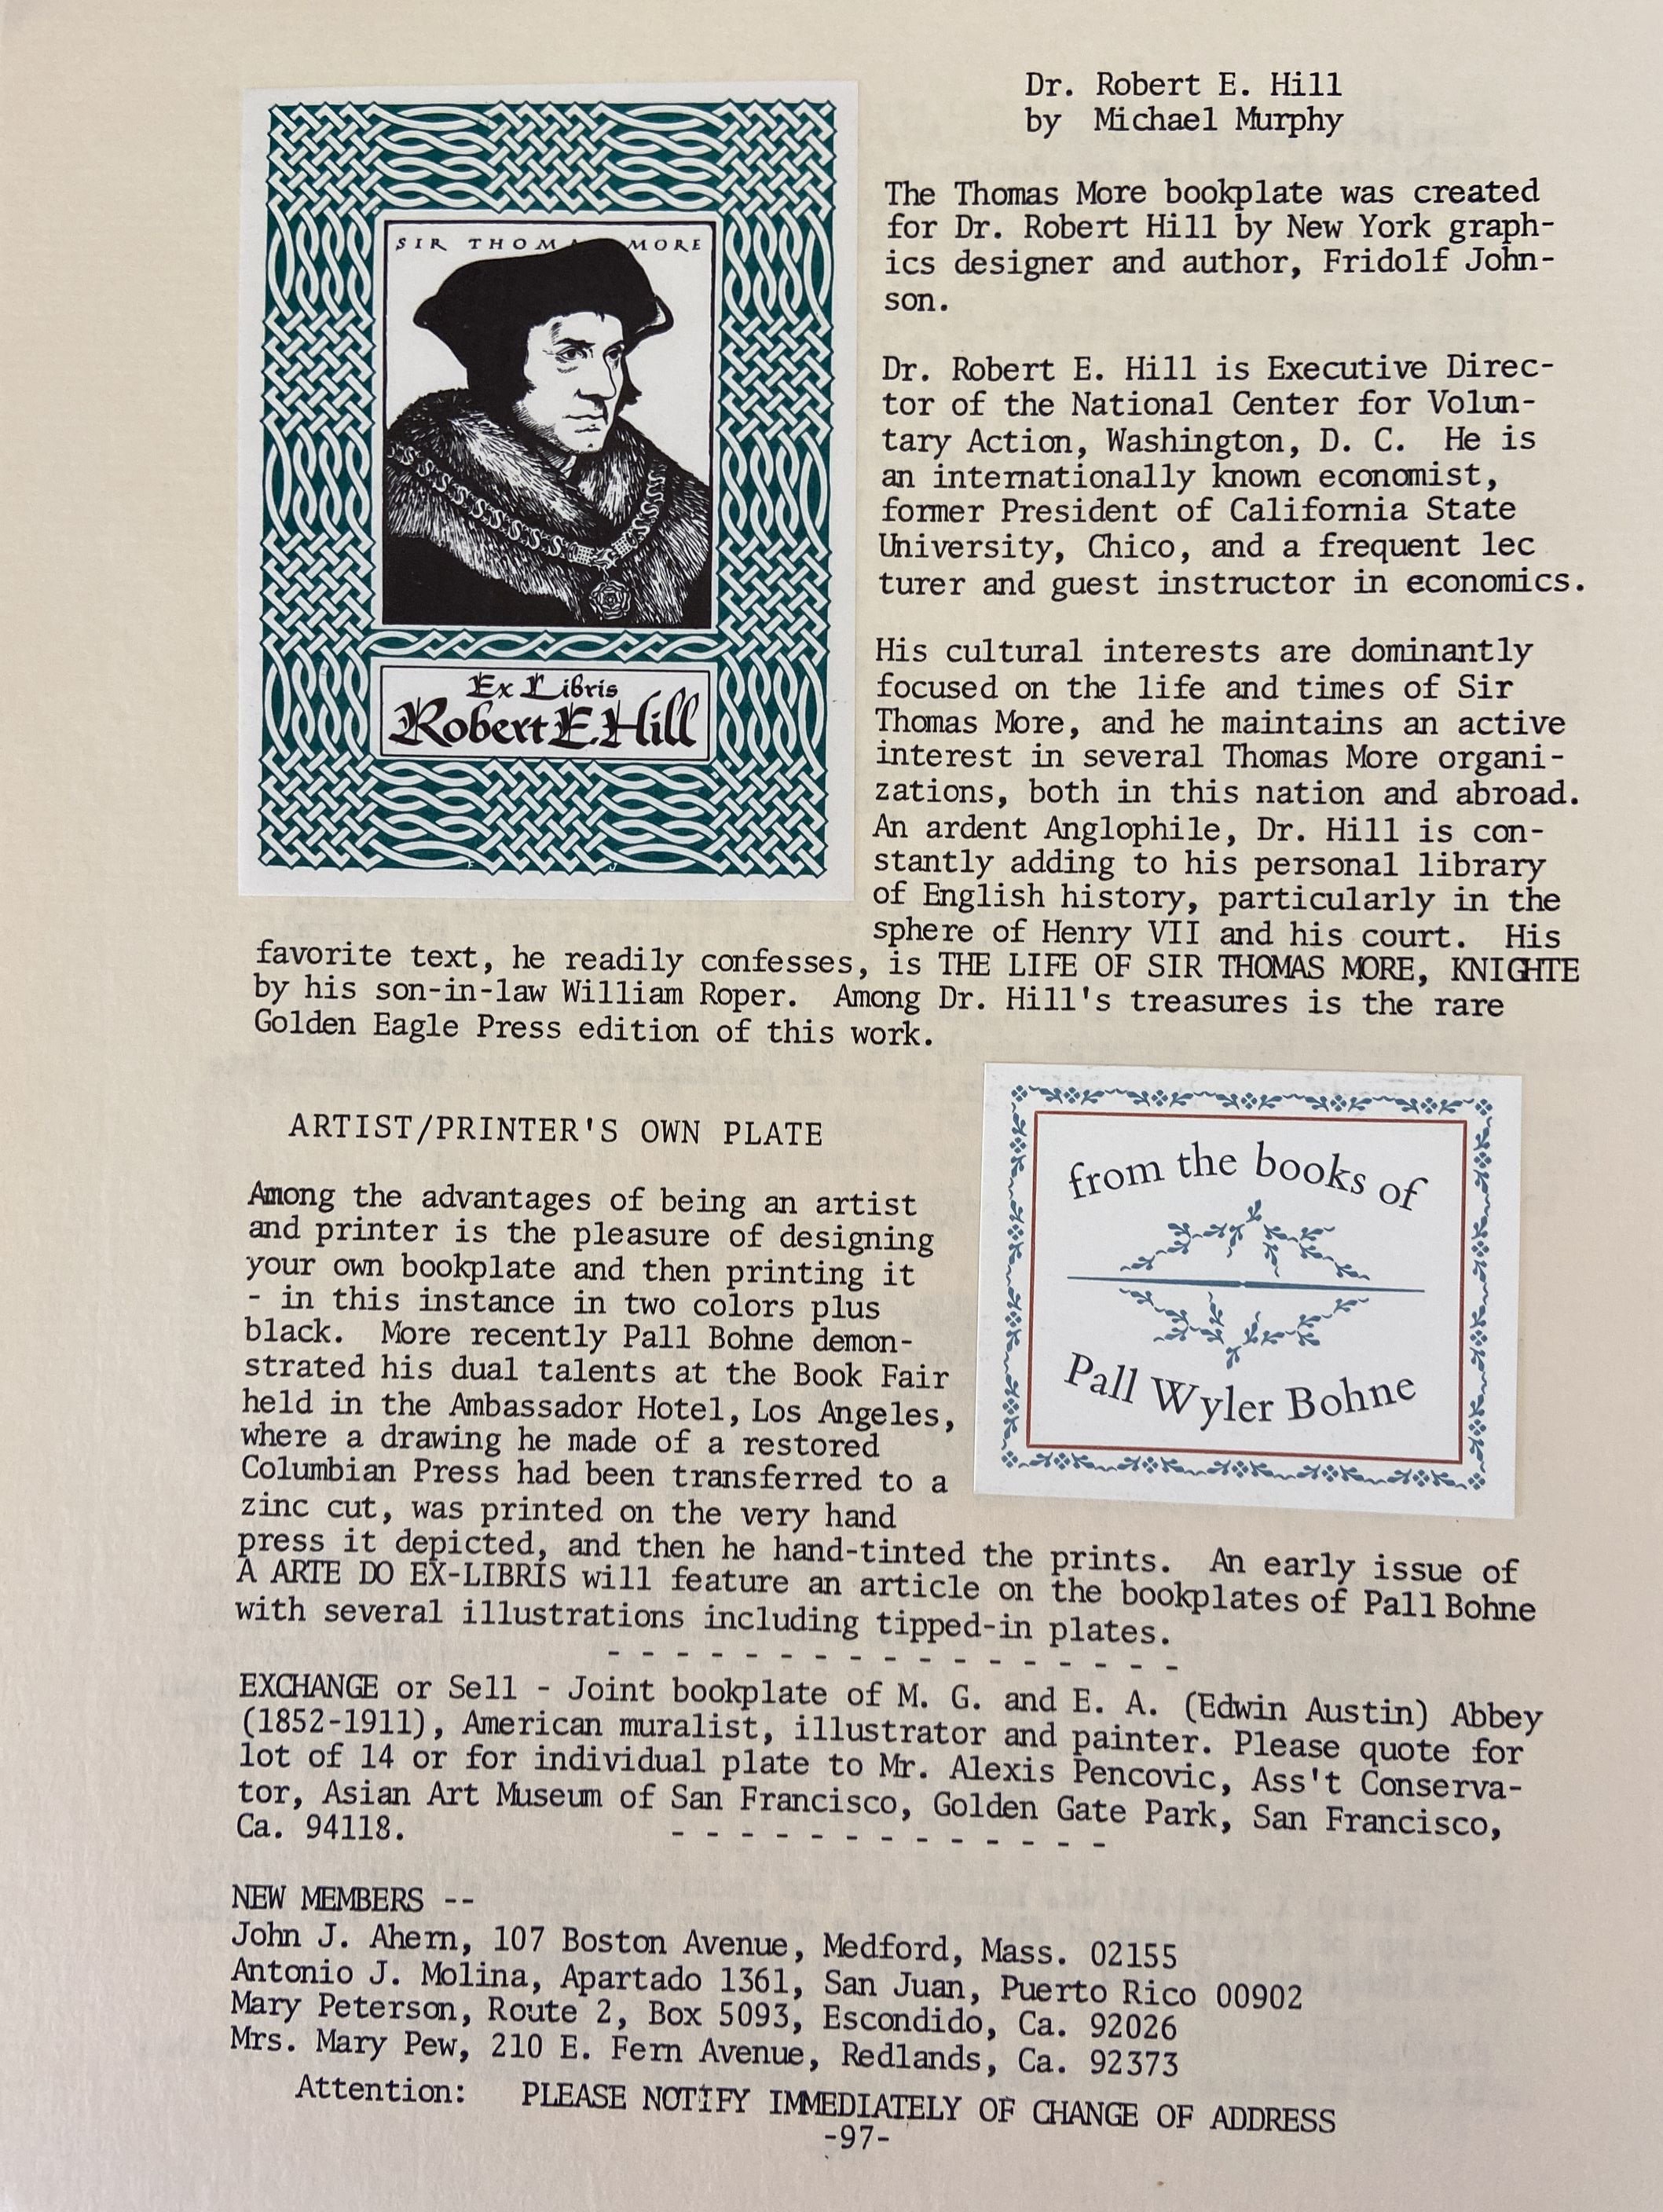 Dr. Robert E. Hill
by Michael Murphy
SIR THOMA MORE
Ex Libris
Robert E. Hill
F J
The Thomas More bookplate was created
for Dr. Robert Hill by New York graph-
ics designer and author, Fridolf John-
son.
Dr. Robert E. Hill is Executive Direc-
tor of the National Center for Volun-
tary Action, Washington, D. C. He is
an internationally known economist,
former President of California State
University, Chico, and a frequent lec
turer and guest instructor in economics.
His cultural interests are dominantly
focused on the life and times of Sir
Thomas More, and he maintains an active
interest in several Thomas More organi-
zations, both in this nation and abroad.
An ardent Anglophile, Dr. Hill is con-
stantly adding to his personal library
of English history, particularly in the
sphere of Henry VII and his court. His
favorite text, he readily confesses, is THE LIFE OF SIR THOMAS MORE, KNIGHTE
by his son-in-law William Roper. Among Dr. Hill's treasures is the rare
Golden Eagle Press edition of this work.
ARTIST/PRINTER'S OWN PLATE
Among the advantages of being an artist
and printer is the pleasure of designing
your own bookplate and then printing it
- in this instance in two colors plus
black. More recently Pall Bohne demon-
strated his dual talents at the Book Fair
held in the Ambassador Hotel, Los Angeles,
where a drawing he made of a restored
Columbian Press had been transferred to a
zinc cut, was printed on the very hand
press it depicted, and then he hand-tinted the prints. An early issue of
A ARTE DO EX-LIBRIS will feature an article on the bookplates of Pall Bohne
with several illustrations including tipped-in plates.
from the books of
Pall Wyler Bohne
- - - - - - - - - - - - - - - - -
EXCHANGE or Sell - Joint bookplate of M. G. and E. A. (Edwin Austin) Abbey
(1852-1911), American muralist, illustrator and painter. Please quote for
lot of 14 or for individual plate to Mr. Alexis Pencovic, Ass't Conserva-
tor, Asian Art Museum of San Francisco, Golden Gate Park, San Francisco,
Ca. 94118. - - - - - - - - - - - - -
NEW MEMBERS --
John J. Ahern, 107 Boston Avenue, Medford, Mass. 02155
Antonio J. Molina, Apartado 1361, San Juan, Puerto Rico 00902
Mary Peterson, Route 2, Box 5093, Escondido, Ca. 92026
Mrs. Mary Pew, 210 E. Fern Avenue, Redlands, Ca. 92373
Attention: PLEASE NOTIFY IMMEDIATELY OF CHANGE OF ADDRESS
-97-